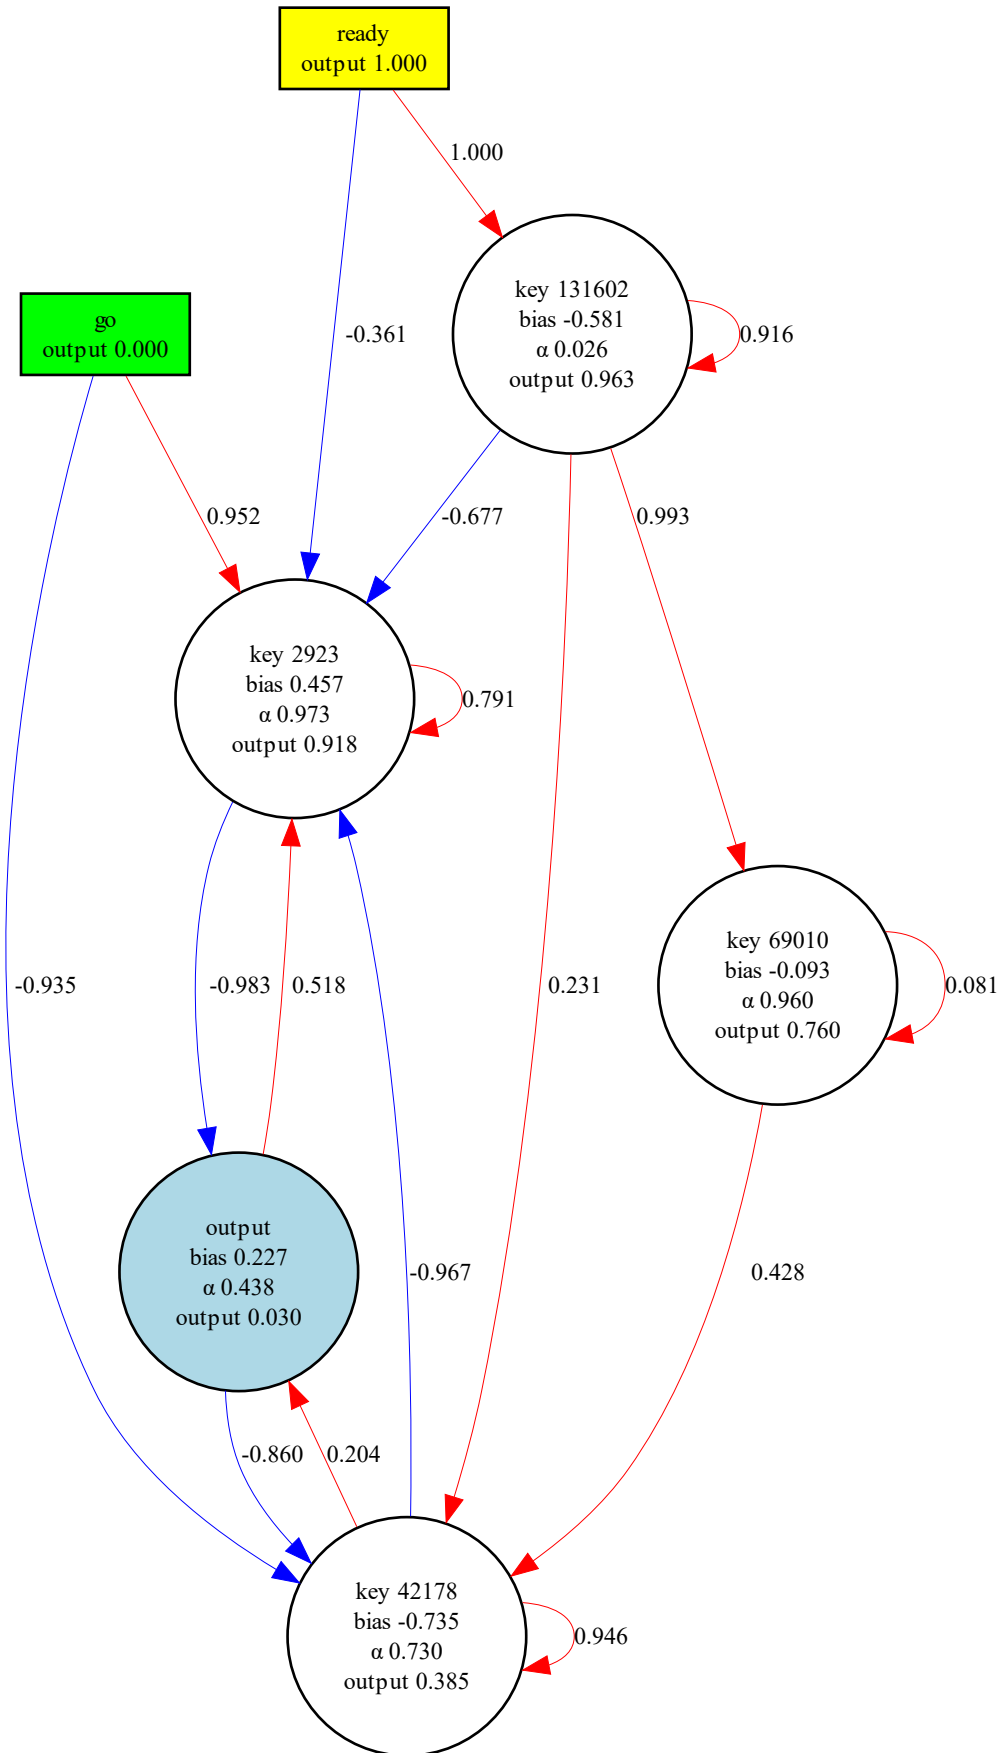 ready
output 1.000
1.000
key 131602
bias -0.581
α 0.026
output 0.963
0.916
-0.361
go
output 0.000
0.952
-0.677
0.993
key 2923
bias 0.457
α 0.973
output 0.918
0.791
key 69010
bias -0.093
α 0.960
output 0.760
0.081
-0.935
-0.983
0.518
0.231
output
bias 0.227
α 0.438
output 0.030
-0.967
0.428
-0.860
0.204
key 42178
bias -0.735
α 0.730
output 0.385
0.946